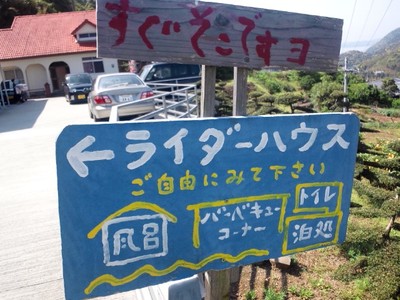 すぐそこですヨ
←ライダーハウス
ご自由にみて下さい
風呂
バーベキューコーナー
トイレ
泊処